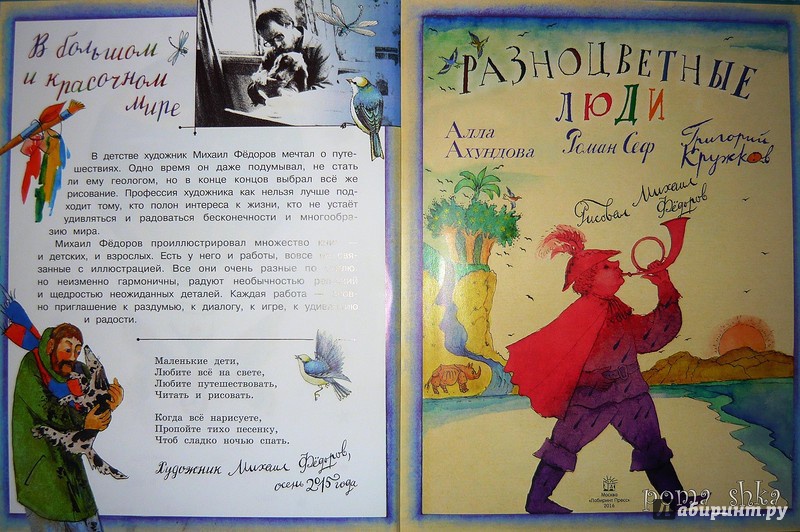 В большом
и красочном
мире
В детстве художник Михаил Фёдоров мечтал о путе-
шествиях. Одно время он даже подумывал, не стать
ли ему геологом, но в конце концов выбрал всё же
рисование. Профессия художника как нельзя лучше под-
ходит тому, кто полон интереса к жизни, кто не устаёт
удивляться и радоваться бесконечности и многообра-
зию мира.
Михаил Фёдоров проиллюстрировал множество
и детских, и взрослых. Есть у него и работы, вовсе
занные с иллюстрацией. Все они очень разные по
но неизменно гармоничны, радуют необычностью
и щедростью неожиданных деталей. Каждая работа —
но приглашение к раздумью, к диалогу, к игре, к
и радости.
Маленькие дети,
Любите всё на свете,
Любите путешествовать,
Читать и рисовать.
Когда всё нарисуете,
Пропойте тихо песенку,
Чтоб сладко ночью спать.
Художник Михаил Фёдоров,
осень 2015 года
РАЗНОЦВЕТНЫЕ
ЛЮДИ
Алла
Ахундова
Роман Сеф
Григорий
Кружков
Рисовал Михаил
Фёдоров
Москва
«Лабиринт Пресс»
2016
poma_shka
Лабиринт.ру